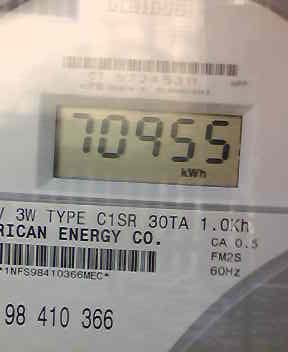 70955
kWh
/ 3W TYPE C1SR 30TA 1.0Kh
RICAN ENERGY CO.
CA 0.5
FM2S
*1NFS98410366MEC*
60HZ
98 410 366